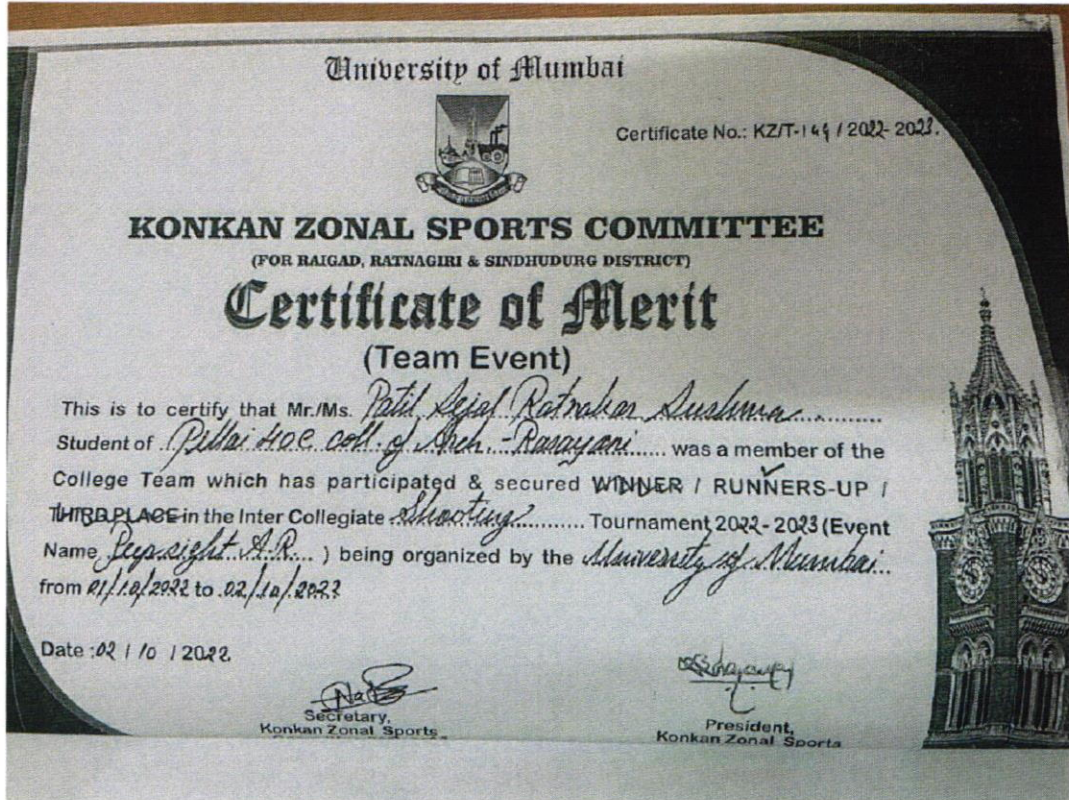 University of Mumbai
Certificate No.: KZ/T-149 / 2022-2023.
KONKAN ZONAL SPORTS COMMITTEE
(FOR RAIGAD, RATNAGIRI & SINDHUDURG DISTRICT)
Certificate of Merit
(Team Event)
This is to certify that Mr./Ms. Patil Sejal Ratnakar Sushma
Student of Pillai HOC coll. of Arch. - Rasayani was a member of the
College Team which has participated & secured WINNER / RUNNERS-UP /
THIRD PLACE in the Inter Collegiate Shooting Tournament 2022-2023 (Event
Name Peepsight A.R. ) being organized by the University of Mumbai
from 01/10/2022 to 02/10/2022
Date : 02 / 10 / 2022
Secretary,
Konkan Zonal Sports
President,
Konkan Zonal Sports